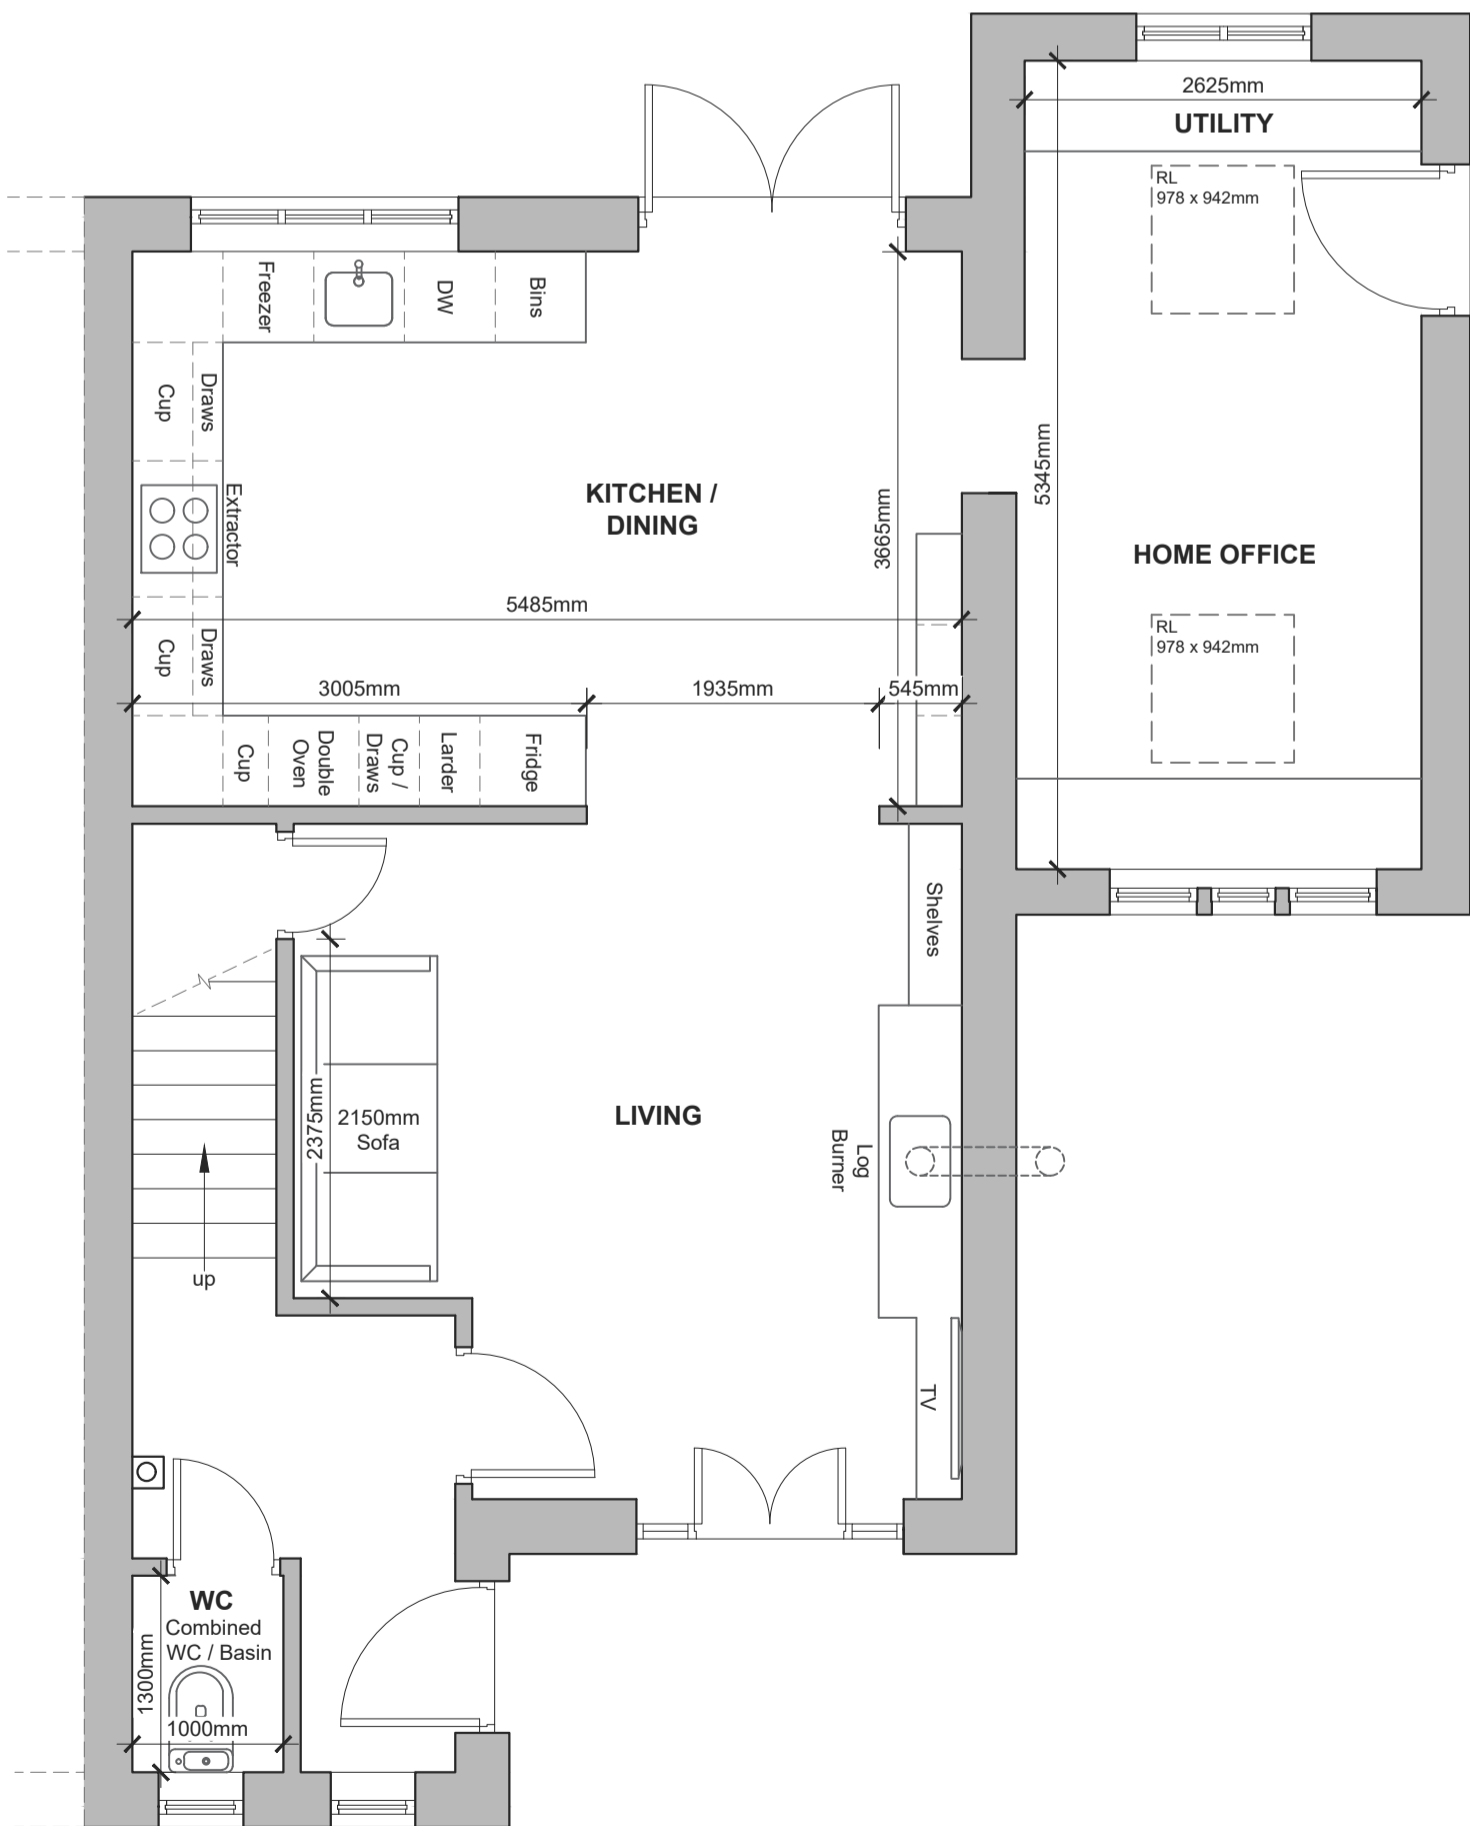 2625mm
UTILITY
RL
978 x 942mm
Freezer
DW
Bins
Cup
Draws
Extractor
KITCHEN /
DINING
3665mm
5345mm
HOME OFFICE
5485mm
Cup
Draws
RL
978 x 942mm
3005mm
1935mm
545mm
Cup
Double
Oven
Cup /
Draws
Larder
Fridge
Shelves
2375mm
2150mm
Sofa
LIVING
Log
Burner
up
TV
WC
Combined
WC / Basin
1300mm
1000mm